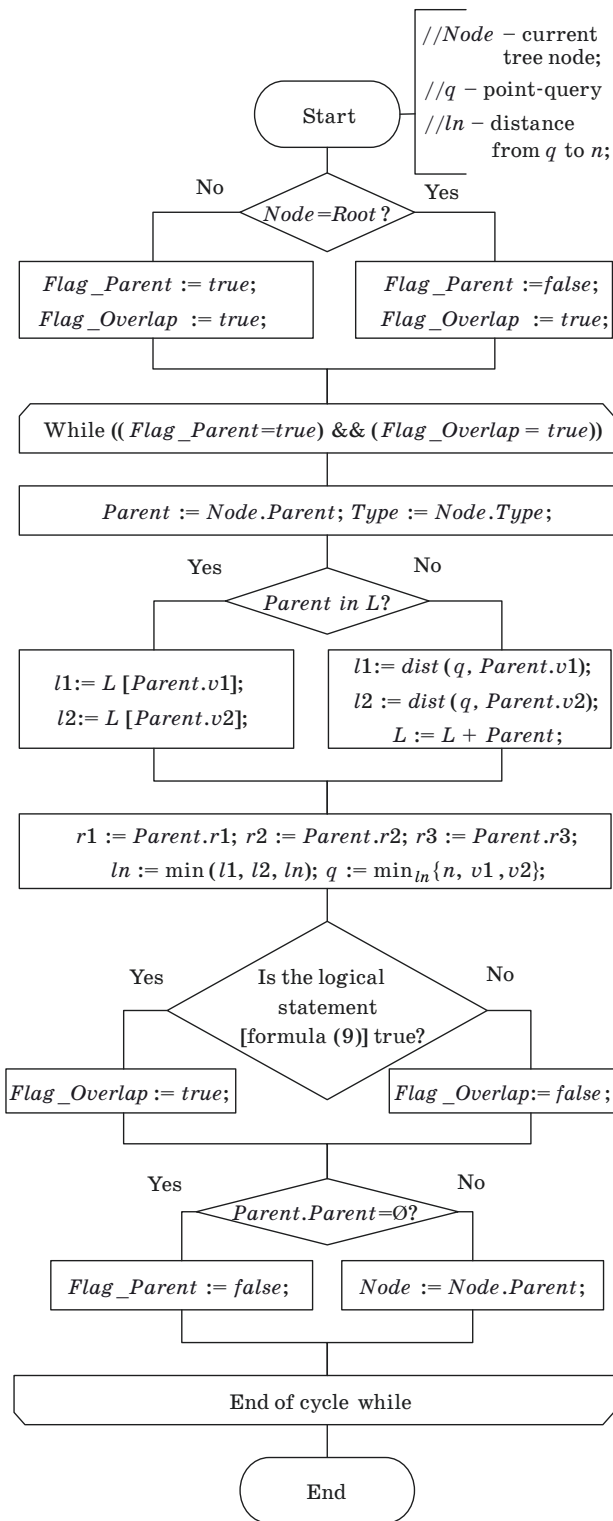 //Node – current
tree node;
//q – point-query
//ln – distance
from q to n;
Start
No
Yes
Node=Root?
Flag_Parent := true;
Flag_Overlap := true;
Flag_Parent :=false;
Flag_Overlap := true;
While (( Flag_Parent=true) && (Flag_Overlap = true))
Parent := Node.Parent; Type := Node.Type;
Yes
No
Parent in L?
l1:= L [Parent.v1];
l2:= L [Parent.v2];
l1:= dist (q, Parent.v1);
l2 := dist (q, Parent.v2);
L := L + Parent;
r1 := Parent.r1; r2 := Parent.r2; r3 := Parent.r3;
ln := min (l1, l2, ln); q := minln{n, v1 ,v2};
Yes
No
Is the logical
statement
[formula (9)] true?
Flag_Overlap := true;
Flag_Overlap:= false;
Yes
No
Parent.Parent=Ø?
Flag_Parent := false;
Node := Node.Parent;
End of cycle while
End